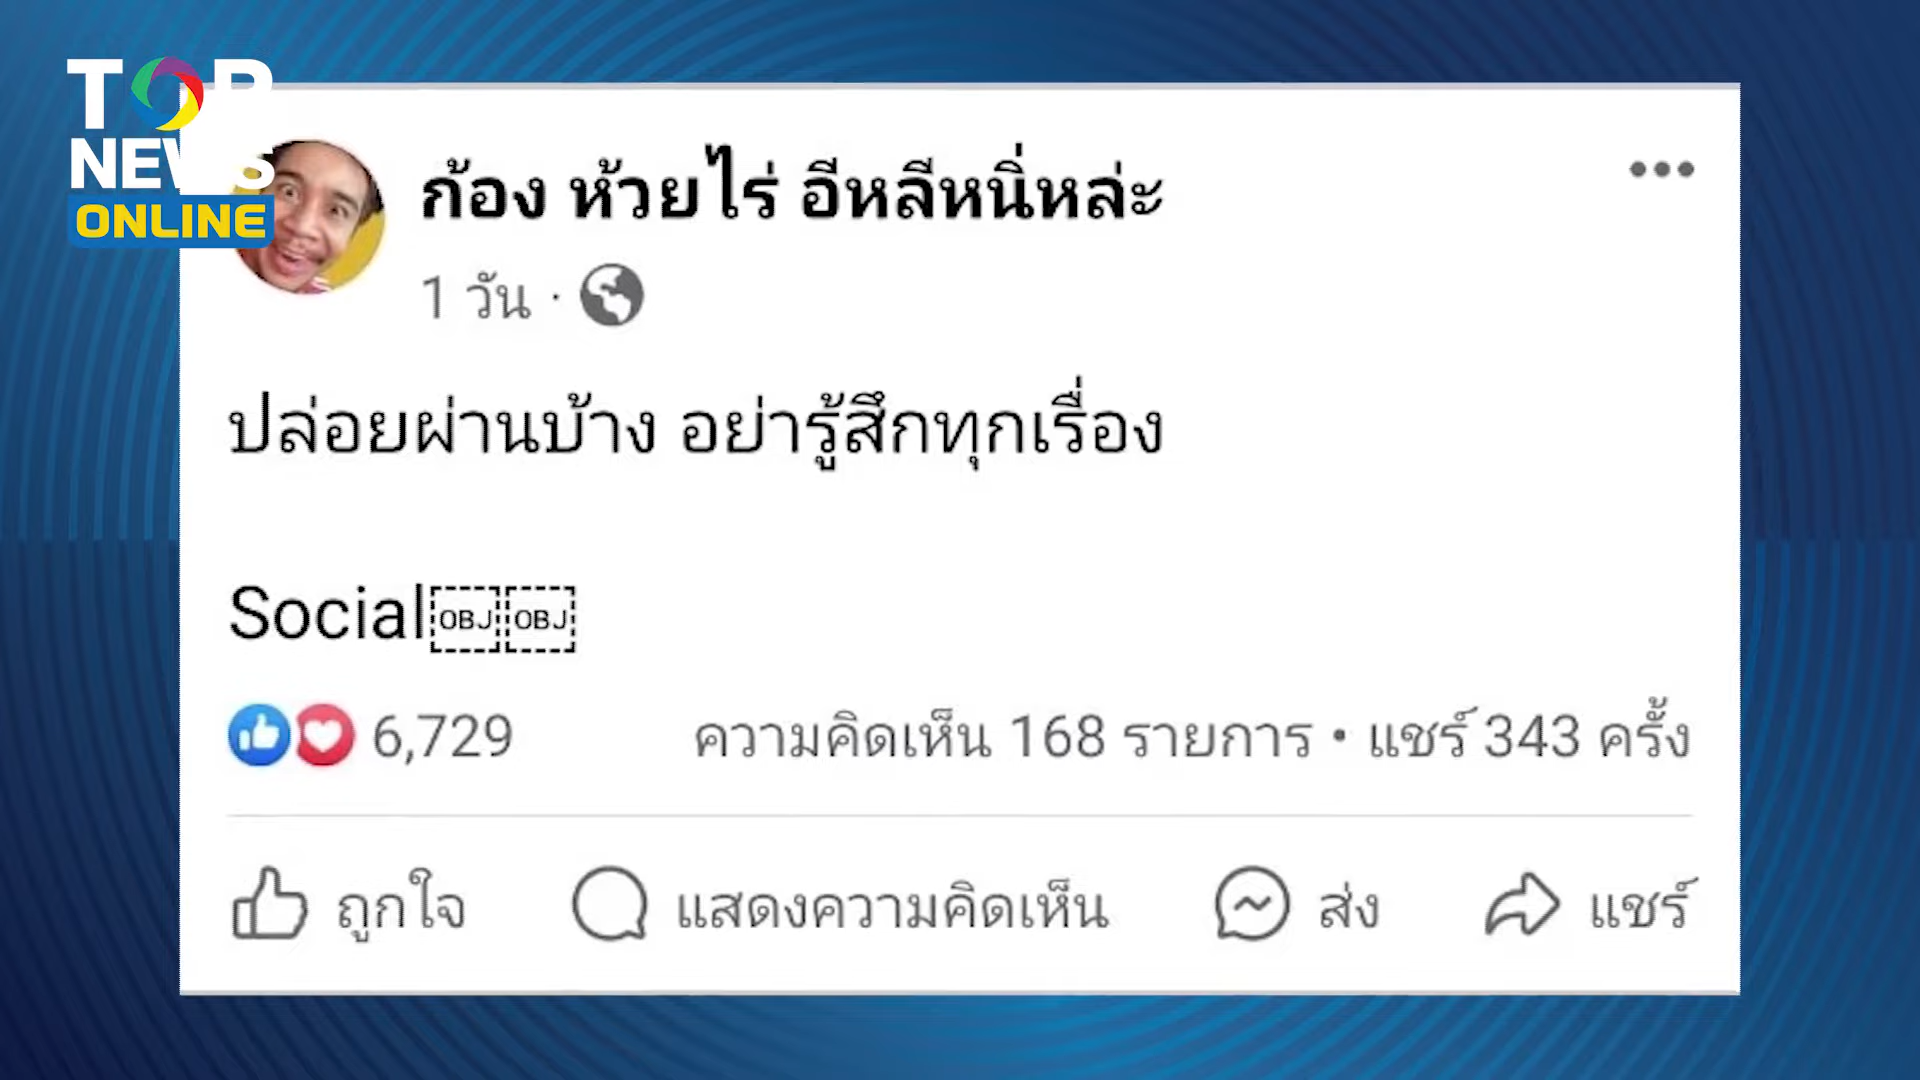 TOP
NEWS
ONLINE
ก้อง ห้วยไร่ อีหลีหนิ่หล่ะ
1 วัน ·
ปล่อยผ่านบ้าง อย่ารู้สึกทุกเรื่อง
Social￼￼
6,729 ความคิดเห็น 168 รายการ • แชร์ 343 ครั้ง
ถูกใจ แสดงความคิดเห็น ส่ง แชร์